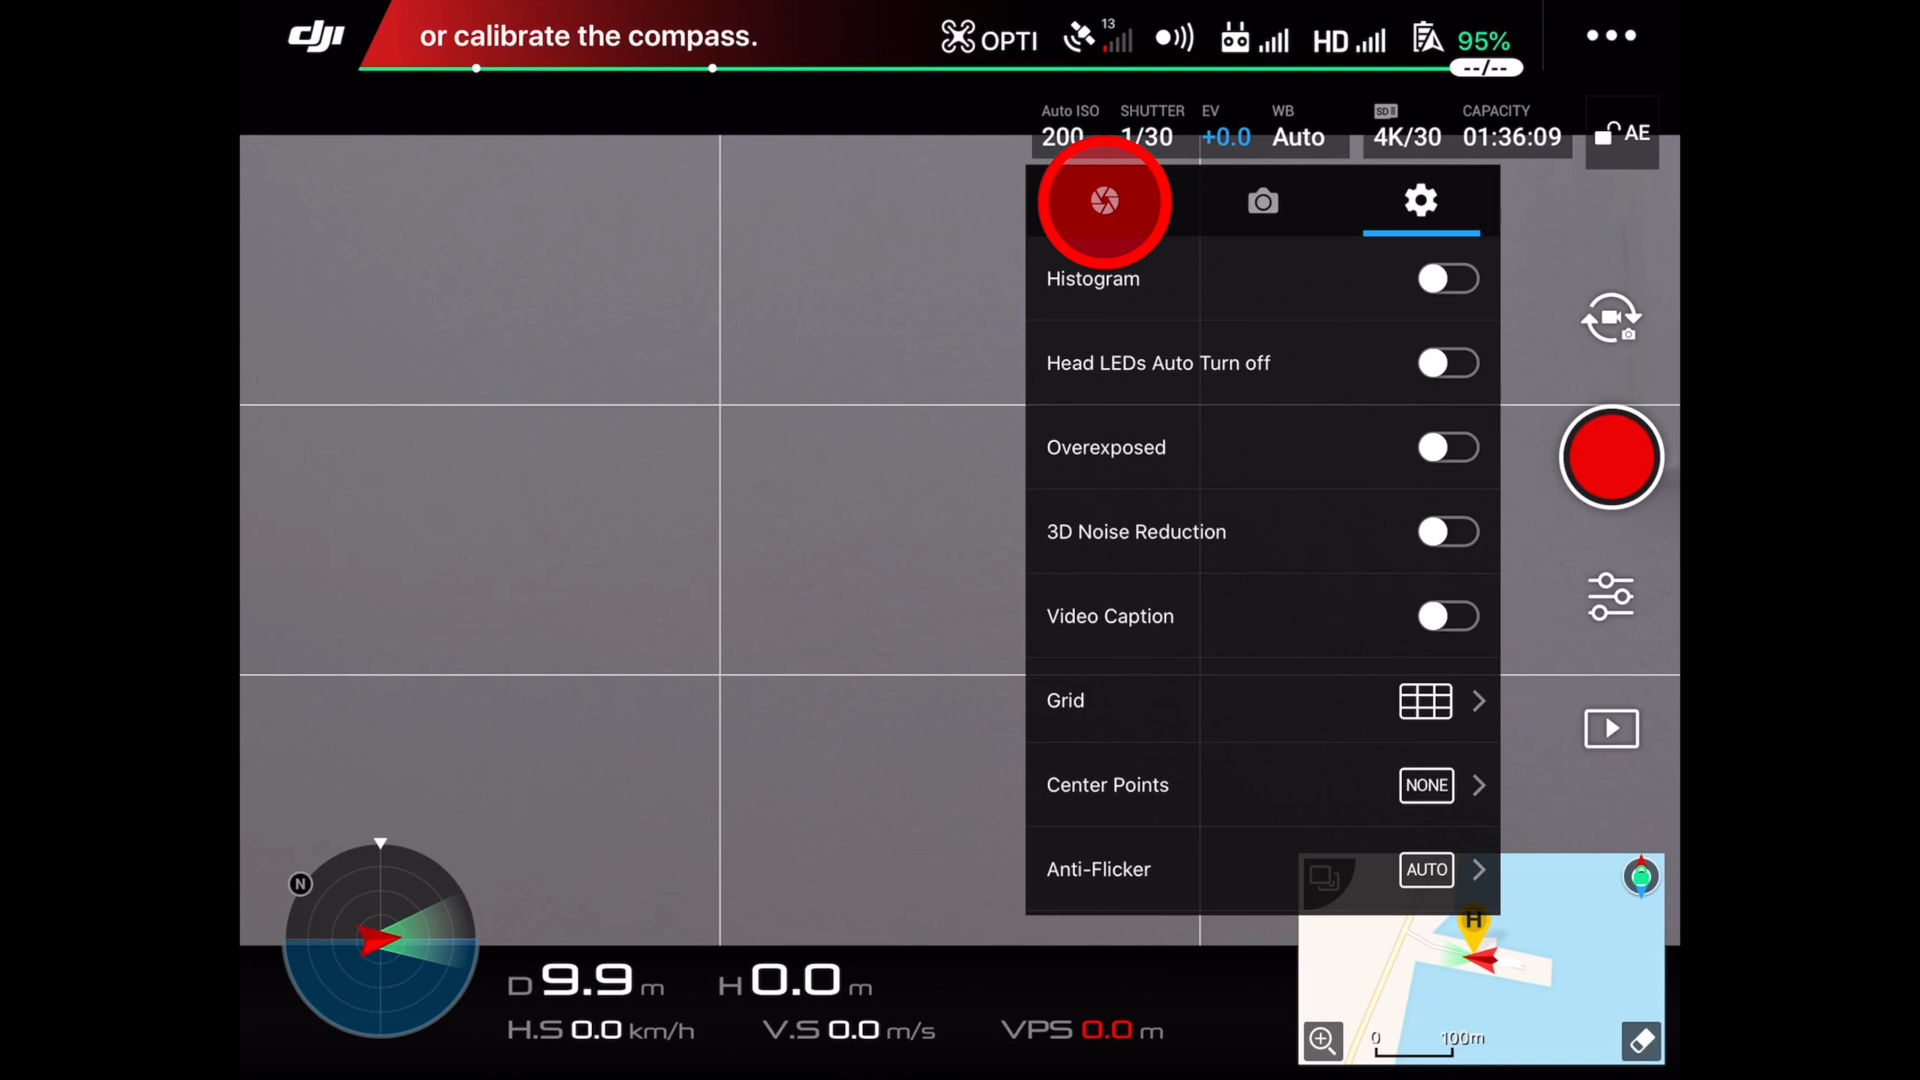 dji
or calibrate the compass.
OPTI
13
HD
95%
--/--
Auto ISO
200
SHUTTER
1/30
EV
+0.0
WB
Auto
SD
4K/30
CAPACITY
01:36:09
AE
Histogram
Head LEDs Auto Turn off
Overexposed
3D Noise Reduction
Video Caption
Grid
Center Points
NONE
Anti-Flicker
AUTO
N
H
D 9.9 m
H 0.0 m
H.S 0.0 km/h
V.S 0.0 m/s
VPS 0.0 m
0
100m